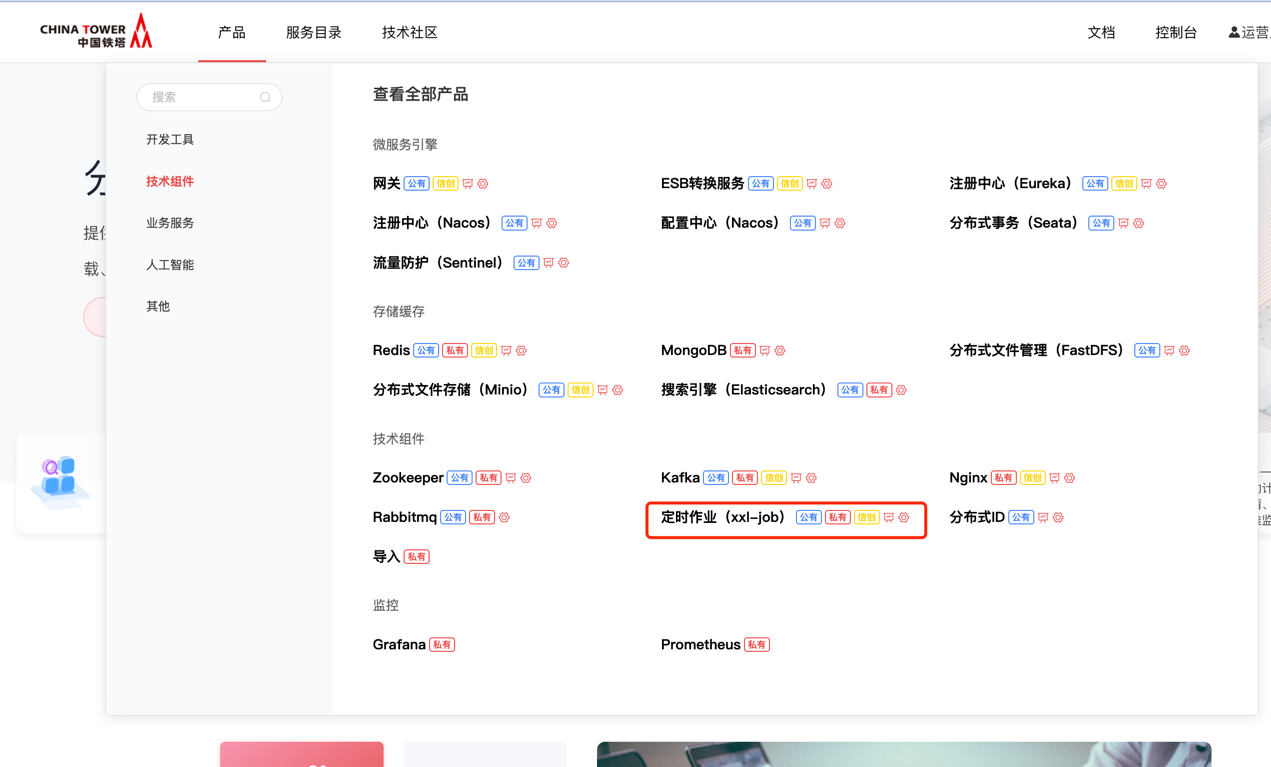 CHINA TOWER
中国铁塔
产品 服务目录 技术社区 文档 控制台 运营
搜索
开发工具
技术组件
业务服务
人工智能
其他
提供
载、
查看全部产品
微服务引擎
网关 公有 信创 ESB转换服务 公有 信创 注册中心（Eureka） 公有 信创
注册中心（Nacos） 公有 配置中心（Nacos） 公有 分布式事务（Seata） 公有
流量防护（Sentinel） 公有
存储缓存
Redis 公有 私有 信创 MongoDB 私有 分布式文件管理（FastDFS） 公有
分布式文件存储（Minio） 公有 信创 搜索引擎（Elasticsearch） 公有 私有
技术组件
Zookeeper 公有 私有 Kafka 公有 私有 信创 Nginx 私有 信创
Rabbitmq 公有 私有 定时作业（xxl-job） 公有 私有 信创 分布式ID 公有
导入 私有
监控
Grafana 私有 Prometheus 私有